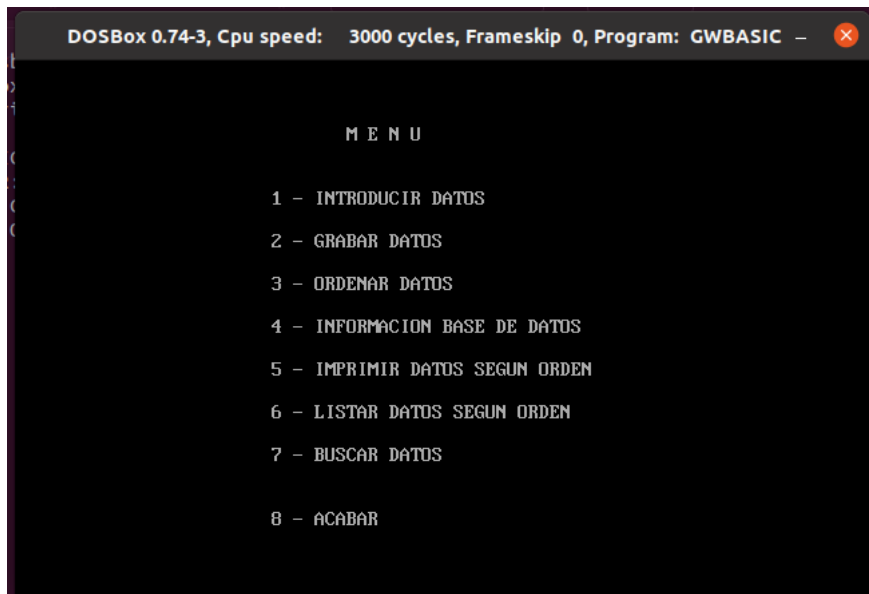 DOSBox 0.74-3, Cpu speed: 3000 cycles, Frameskip 0, Program: GWBASIC
M E N U
1 - INTRODUCIR DATOS
2 - GRABAR DATOS
3 - ORDENAR DATOS
4 - INFORMACION BASE DE DATOS
5 - IMPRIMIR DATOS SEGUN ORDEN
6 - LISTAR DATOS SEGUN ORDEN
7 - BUSCAR DATOS
8 - ACABAR